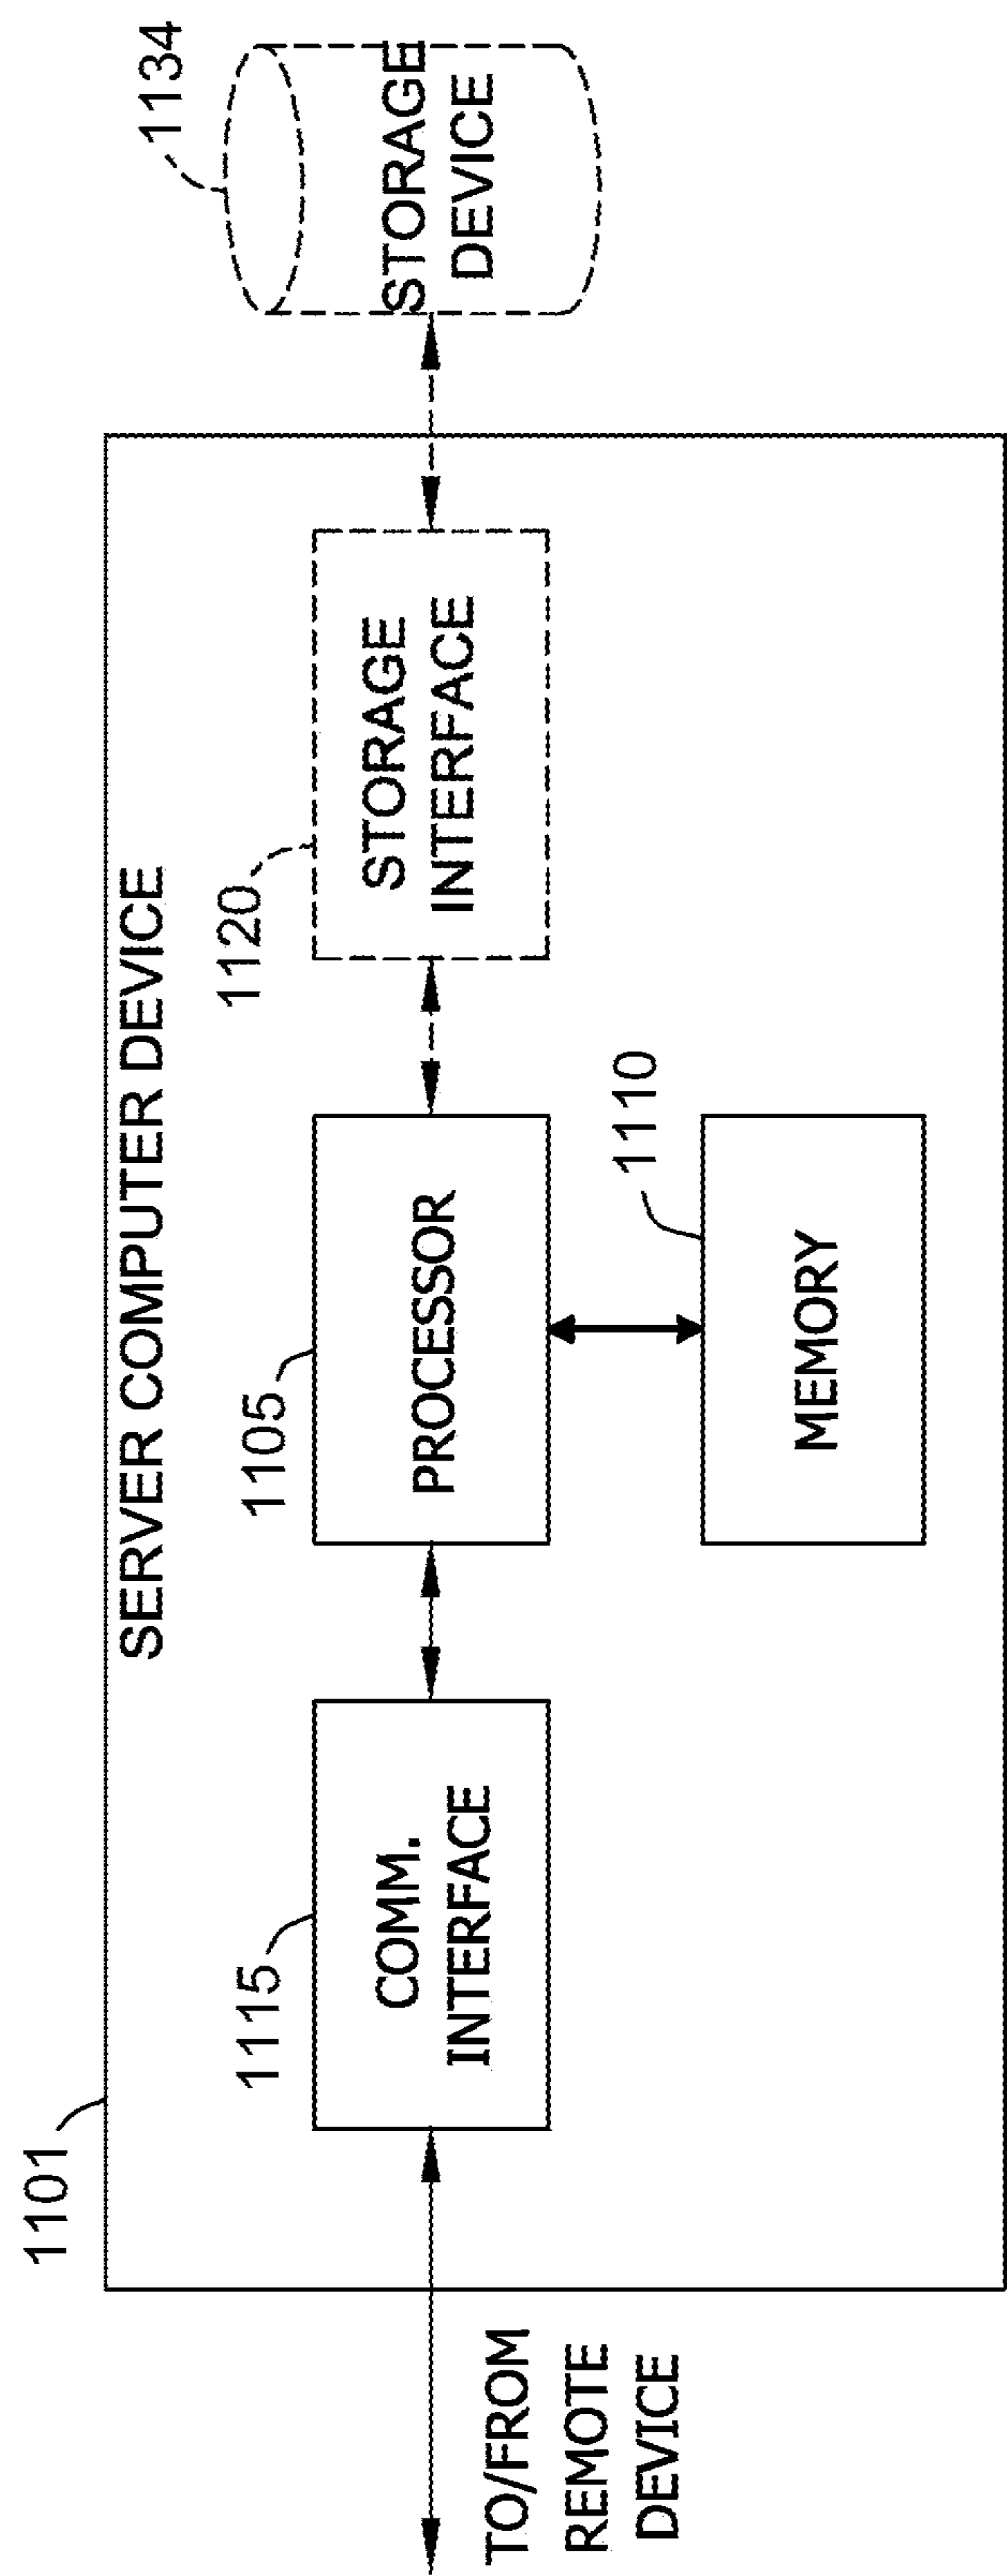 1101
SERVER COMPUTER DEVICE
1115
COMM.
INTERFACE
1105
PROCESSOR
1120
STORAGE
INTERFACE
1134
STORAGE
DEVICE
TO/FROM
REMOTE
DEVICE
1110
MEMORY